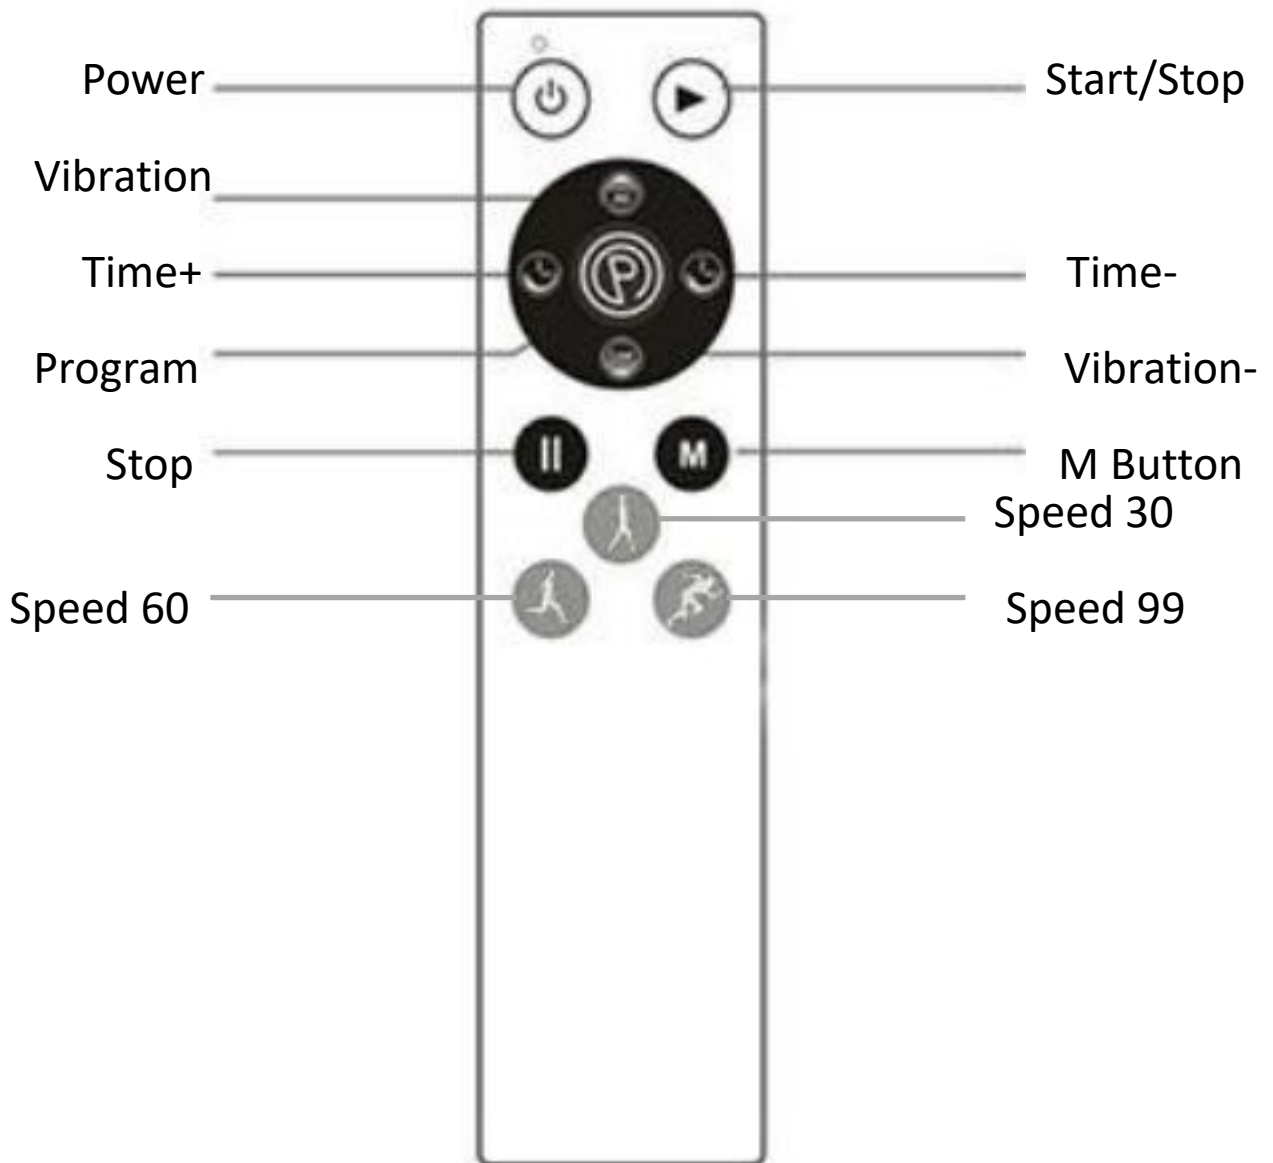 Power
Start/Stop
Vibration
Time+
P
Time-
Program
Vibration-
Stop
M
M Button
Speed 30
Speed 60
Speed 99